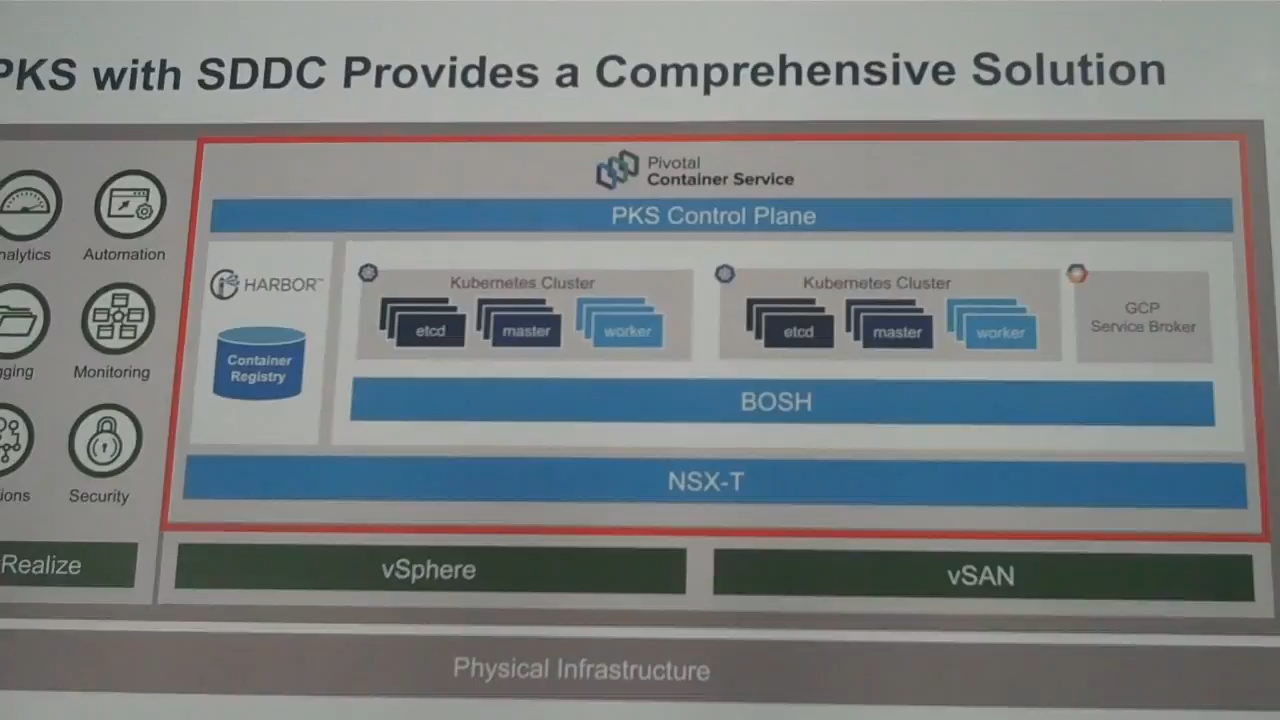 PKS with SDDC Provides a Comprehensive Solution
Pivotal
Container Service
PKS Control Plane
nalytics
Automation
HARBOR™
Kubernetes Cluster
Kubernetes Cluster
GCP
Service Broker
etcd
master
worker
etcd
master
worker
Container
Registry
gging
Monitoring
BOSH
NSX-T
ions
Security
Realize
vSphere
vSAN
Physical Infrastructure